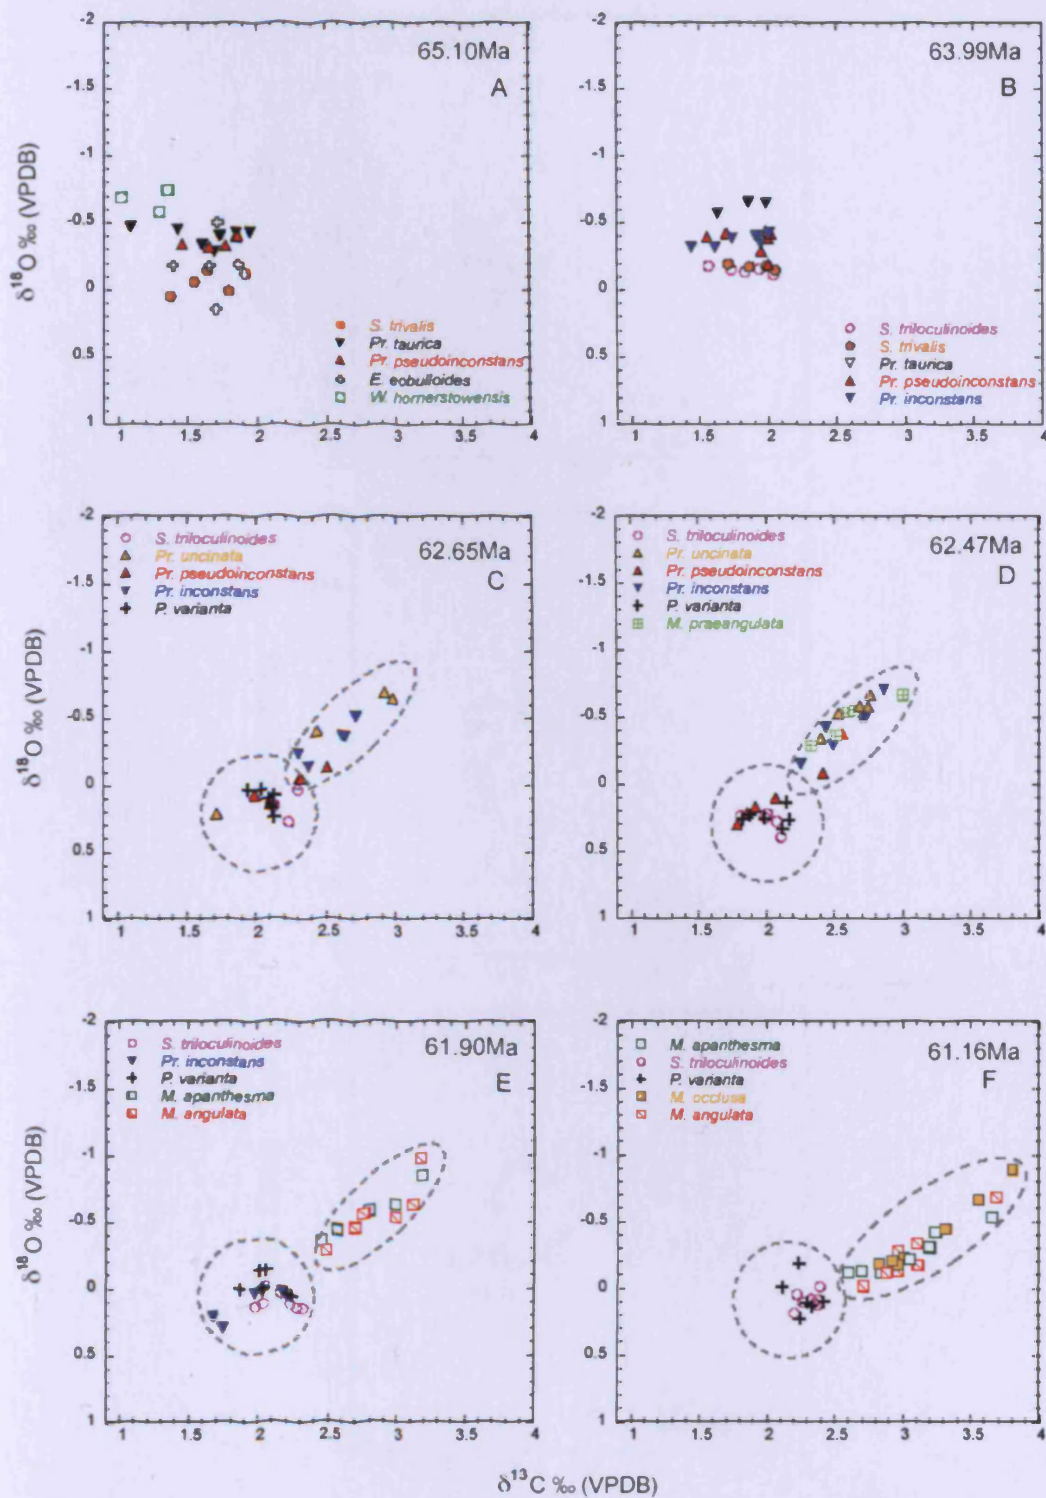 -2
-1.5
-1
-0.5
0
0.5
1
δ18O ‰ (VPDB)
65.10Ma
A
S. trivalis
Pr. taurica
Pr. pseudoinconstans
E. eobulloides
W. hornerstowensis
1 1.5 2 2.5 3 3.5 4
-2
-1.5
-1
-0.5
0
0.5
1
63.99Ma
B
S. triloculinoides
S. trivalis
Pr. taurica
Pr. pseudoinconstans
Pr. inconstans
1 1.5 2 2.5 3 3.5 4
-2
-1.5
-1
-0.5
0
0.5
1
δ18O ‰ (VPDB)
S. triloculinoides
Pr. uncinata
Pr. pseudoinconstans
Pr. inconstans
P. varianta
62.65Ma
C
1 1.5 2 2.5 3 3.5 4
-2
-1.5
-1
-0.5
0
0.5
1
S. triloculinoides
Pr. uncinata
Pr. pseudoinconstans
Pr. inconstans
P. varianta
M. praeangulata
62.47Ma
D
1 1.5 2 2.5 3 3.5 4
-2
-1.5
-1
-0.5
0
0.5
1
δ18O ‰ (VPDB)
S. triloculinoides
Pr. inconstans
P. varianta
M. apanthesma
M. angulata
61.90Ma
E
1 1.5 2 2.5 3 3.5 4
-2
-1.5
-1
-0.5
0
0.5
1
M. apanthesma
S. triloculinoides
P. varianta
M. occlusa
M. angulata
61.16Ma
F
1 1.5 2 2.5 3 3.5 4
δ13C ‰ (VPDB)